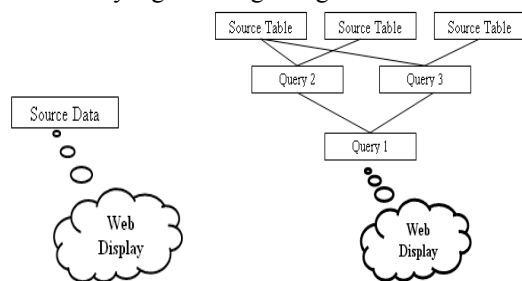 Source Table
Source Table
Source Table
Query 2
Query 3
Source Data
Query 1
Web
Display
Web
Display